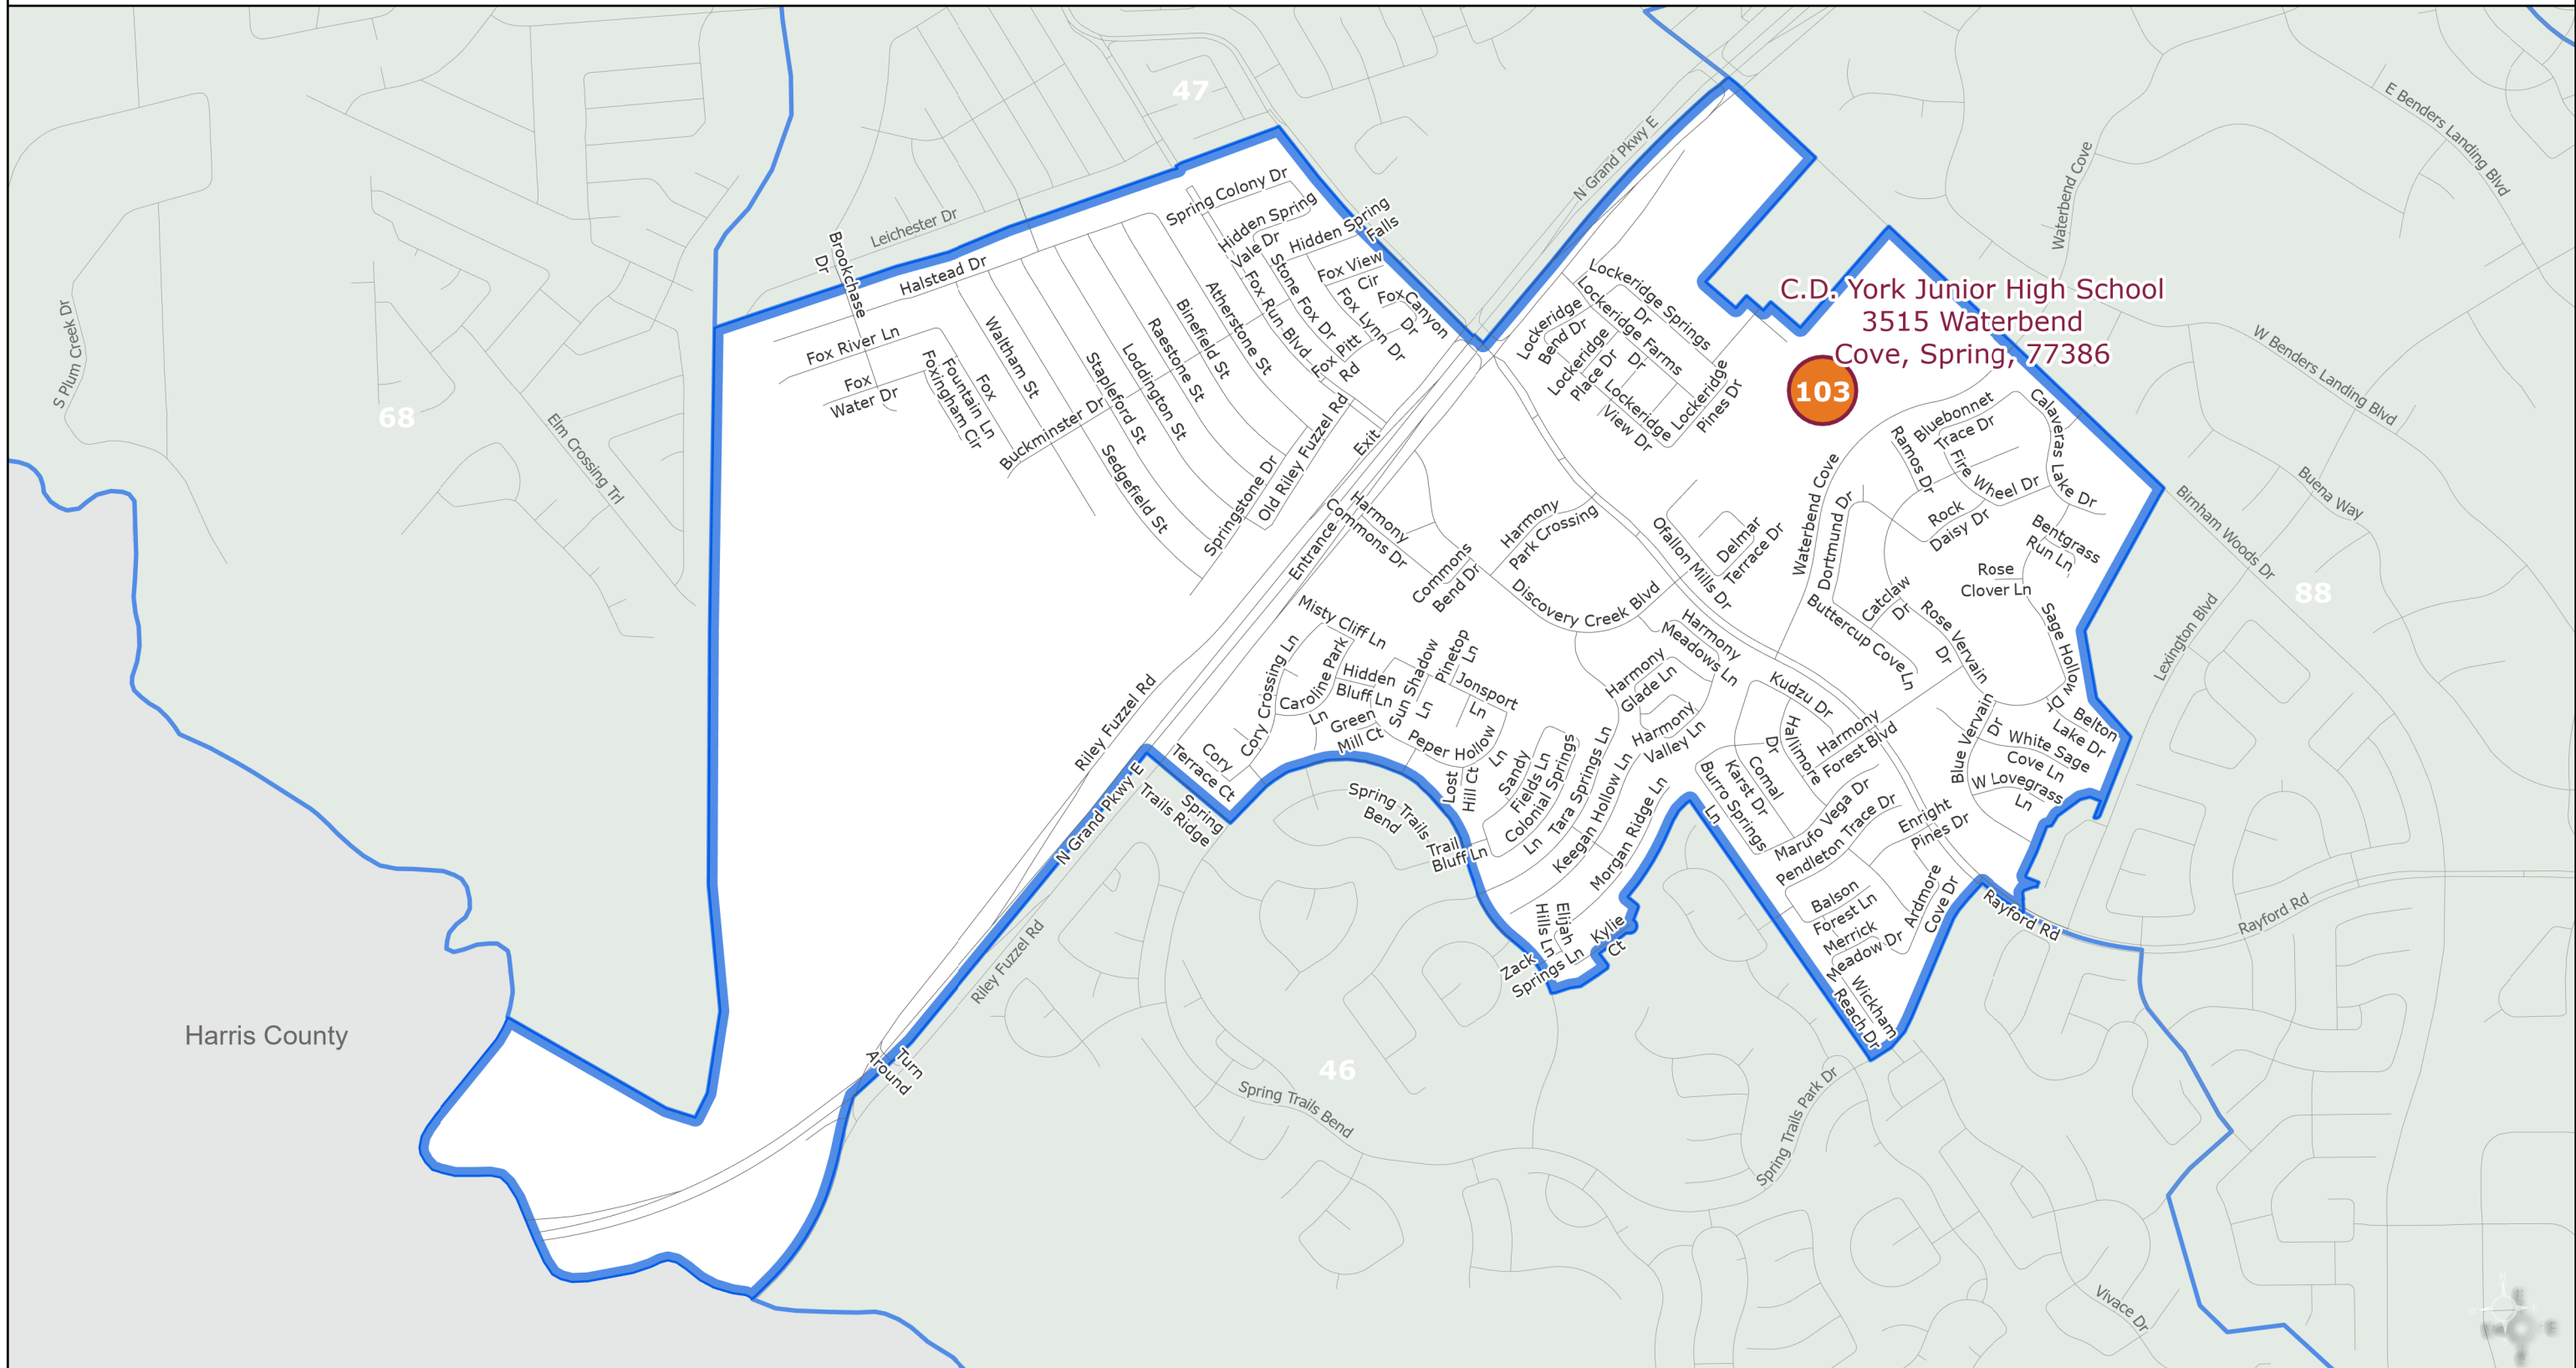 47
E Benders Landing Blvd
N Grand Pkwy E
Waterbend Cove
Leichester Dr
Brookchase
Dr
Halstead Dr
Spring Colony Dr
Hidden Spring
Vale Dr
Hidden Spring
Falls
Fox View
Cir
Fox Canyon
Dr
Stone Fox Dr
Fox Run Blvd
Fox Lynn Dr
Fox Pitt
Rd
Atherstone St
Binefield St
Raestone St
Loddington St
Stapleford St
Sedgefield St
Waltham St
Fox River Ln
Fox
Water Dr
Fox
Fountain Ln
Foxingham Cir
Buckminster Dr
Springstone Dr
Old Riley Fuzzel Rd
Exit
Entrance
S Plum Creek Dr
68
Elm Crossing Trl
Lockeridge Springs
Dr
Lockeridge Farms
Dr
Lockeridge
Bend Dr
Lockeridge
Place Dr
Lockeridge
View Dr
Lockeridge
Pines Dr
C.D. York Junior High School
3515 Waterbend
Cove, Spring, 77386
103
W Benders Landing Blvd
Buena Way
Birnham Woods Dr
88
Lexington Blvd
Calaveras Lake Dr
Bluebonnet
Trace Dr
Ramos Dr
Fire Wheel Dr
Rock
Daisy Dr
Bentgrass
Run Ln
Rose
Clover Ln
Waterbend Cove
Dortmund Dr
Catclaw
Dr
Buttercup Cove Ln
Rose Vervain
Dr
Sage Hollow
Dr
Belton
Lake Dr
Blue Vervain
Dr
White Sage
Cove Ln
W Lovegrass
Ln
Harmony
Commons Dr
Commons
Bend Dr
Harmony
Park Crossing
Discovery Creek Blvd
Ofallon Mills Dr
Delmar
Terrace Dr
Harmony
Meadows Ln
Harmony
Glade Ln
Harmony
Valley Ln
Kudzu Dr
Hallimore
Dr
Harmony
Forest Blvd
Comal
Karst Dr
Burro Springs
Ln
Marufo Vega Dr
Pendleton Trace Dr
Enright
Pines Dr
Balson
Forest Ln
Merrick
Meadow Dr
Ardmore
Cove Dr
Wickham
Reach Dr
Rayford Rd
Rayford Rd
Misty Cliff Ln
Cory Crossing Ln
Caroline Park
Ln
Hidden
Bluff Ln
Green
Mill Ct
Sun Shadow
Ln
Pinetop
Ln
Jonsport
Ln
Peper Hollow
Ln
Lost
Hill Ct
Sandy
Fields Ln
Colonial Springs
Ln
Tara Springs Ln
Keegan Hollow Ln
Morgan Ridge Ln
Elijah
Hills Ln
Zack
Springs Ln
Kylie
Ct
Cory
Terrace Ct
Spring
Trails Ridge
Spring Trails
Bend
Trail
Bluff Ln
Riley Fuzzel Rd
N Grand Pkwy E
Riley Fuzzel Rd
Turn
Around
Harris County
46
Spring Trails Bend
Spring Trails Park Dr
Vivace Dr